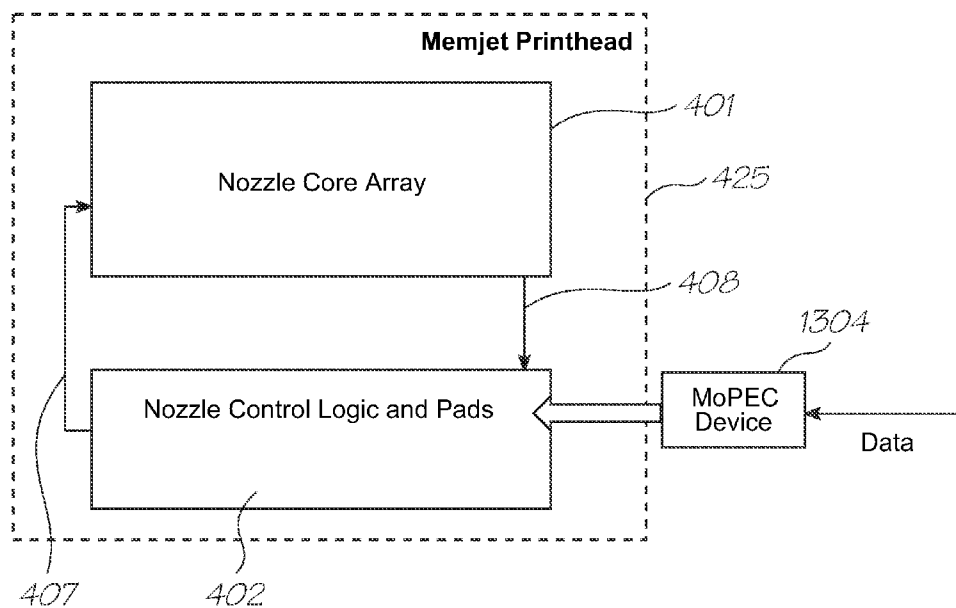 Memjet Printhead
401
Nozzle Core Array
425
408
1304
Nozzle Control Logic and Pads
MoPEC
Device
Data
407
402